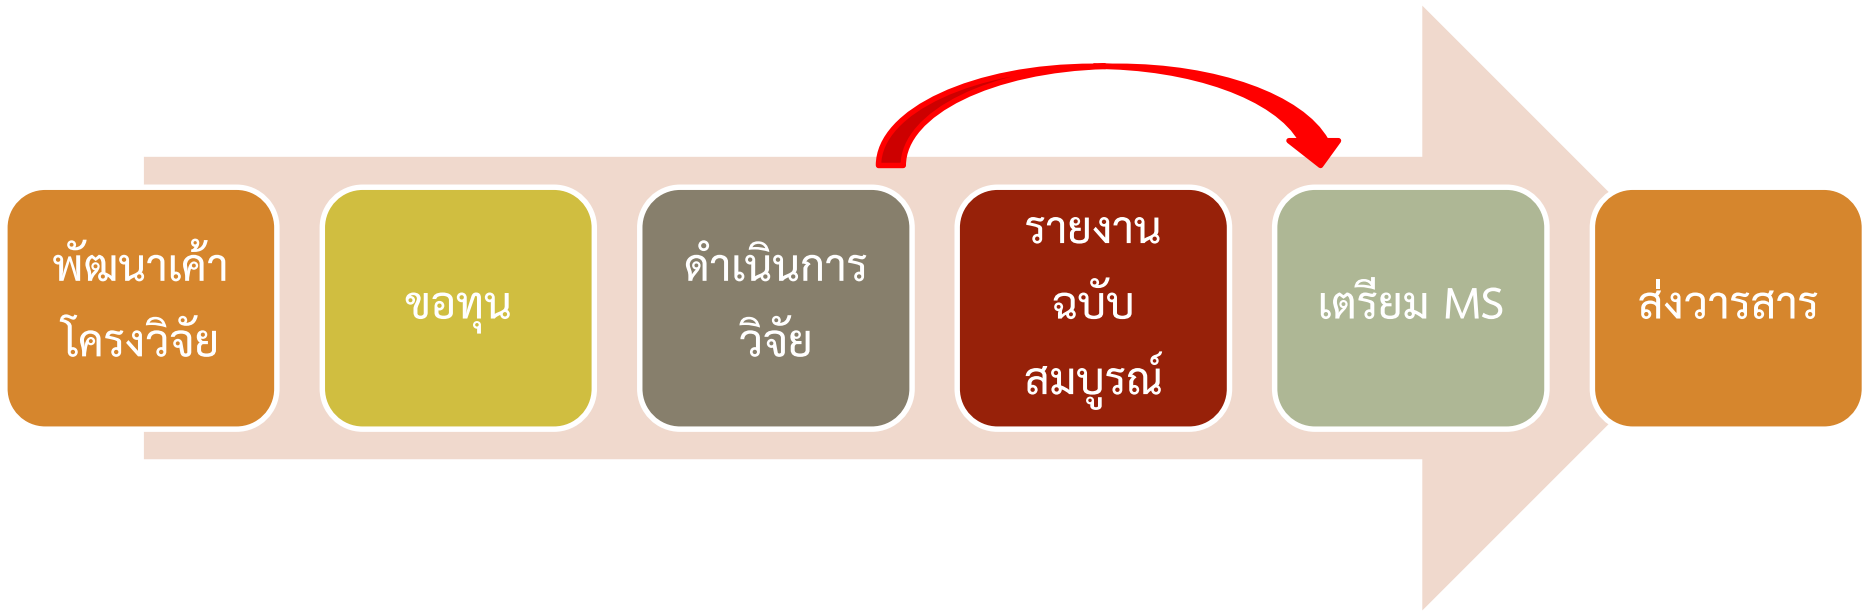 พัฒนาเค้า
โครงวิจัย
ขอทุน
ดำเนินการ
วิจัย
รายงาน
ฉบับ
สมบูรณ์
เตรียม MS
ส่งวารสาร